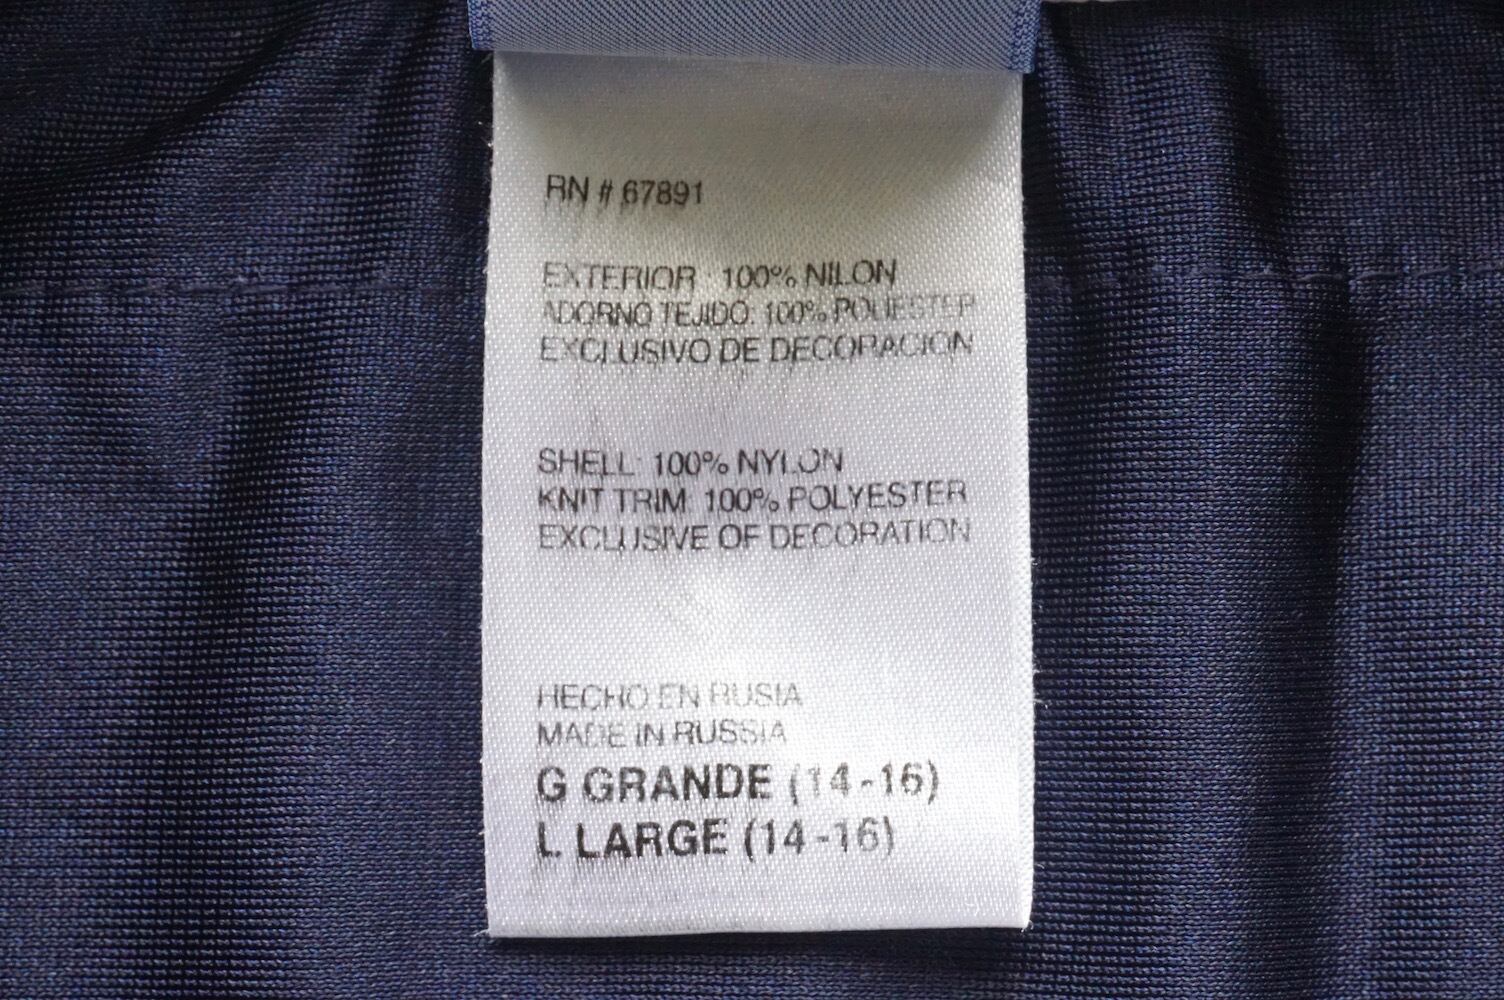 RN # 67891
EXTERIOR : 100% NILON
ADORNO TEJIDO: 100% POLIESTER
EXCLUSIVO DE DECORACION
SHELL: 100% NYLON
KNIT TRIM: 100% POLYESTER
EXCLUSIVE OF DECORATION
HECHO EN RUSIA
MADE IN RUSSIA
G GRANDE (14-16)
L LARGE (14-16)